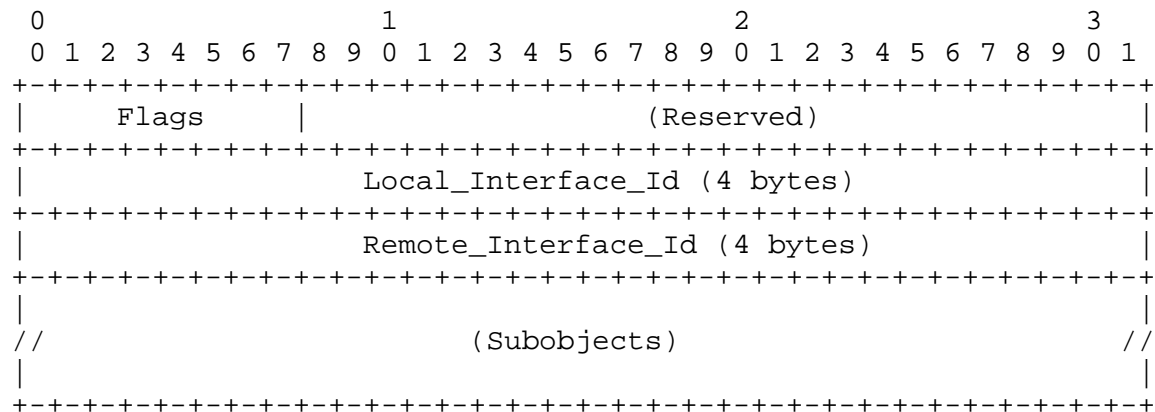 0                   1                   2                   3
 0 1 2 3 4 5 6 7 8 9 0 1 2 3 4 5 6 7 8 9 0 1 2 3 4 5 6 7 8 9 0 1
+-+-+-+-+-+-+-+-+-+-+-+-+-+-+-+-+-+-+-+-+-+-+-+-+-+-+-+-+-+-+-+-+
|     Flags     |                   (Reserved)                  |
+-+-+-+-+-+-+-+-+-+-+-+-+-+-+-+-+-+-+-+-+-+-+-+-+-+-+-+-+-+-+-+-+
|                   Local_Interface_Id (4 bytes)                |
+-+-+-+-+-+-+-+-+-+-+-+-+-+-+-+-+-+-+-+-+-+-+-+-+-+-+-+-+-+-+-+-+
|                   Remote_Interface_Id (4 bytes)               |
+-+-+-+-+-+-+-+-+-+-+-+-+-+-+-+-+-+-+-+-+-+-+-+-+-+-+-+-+-+-+-+-+
|                                                               |
//                        (Subobjects)                         //
|                                                               |
+-+-+-+-+-+-+-+-+-+-+-+-+-+-+-+-+-+-+-+-+-+-+-+-+-+-+-+-+-+-+-+-+